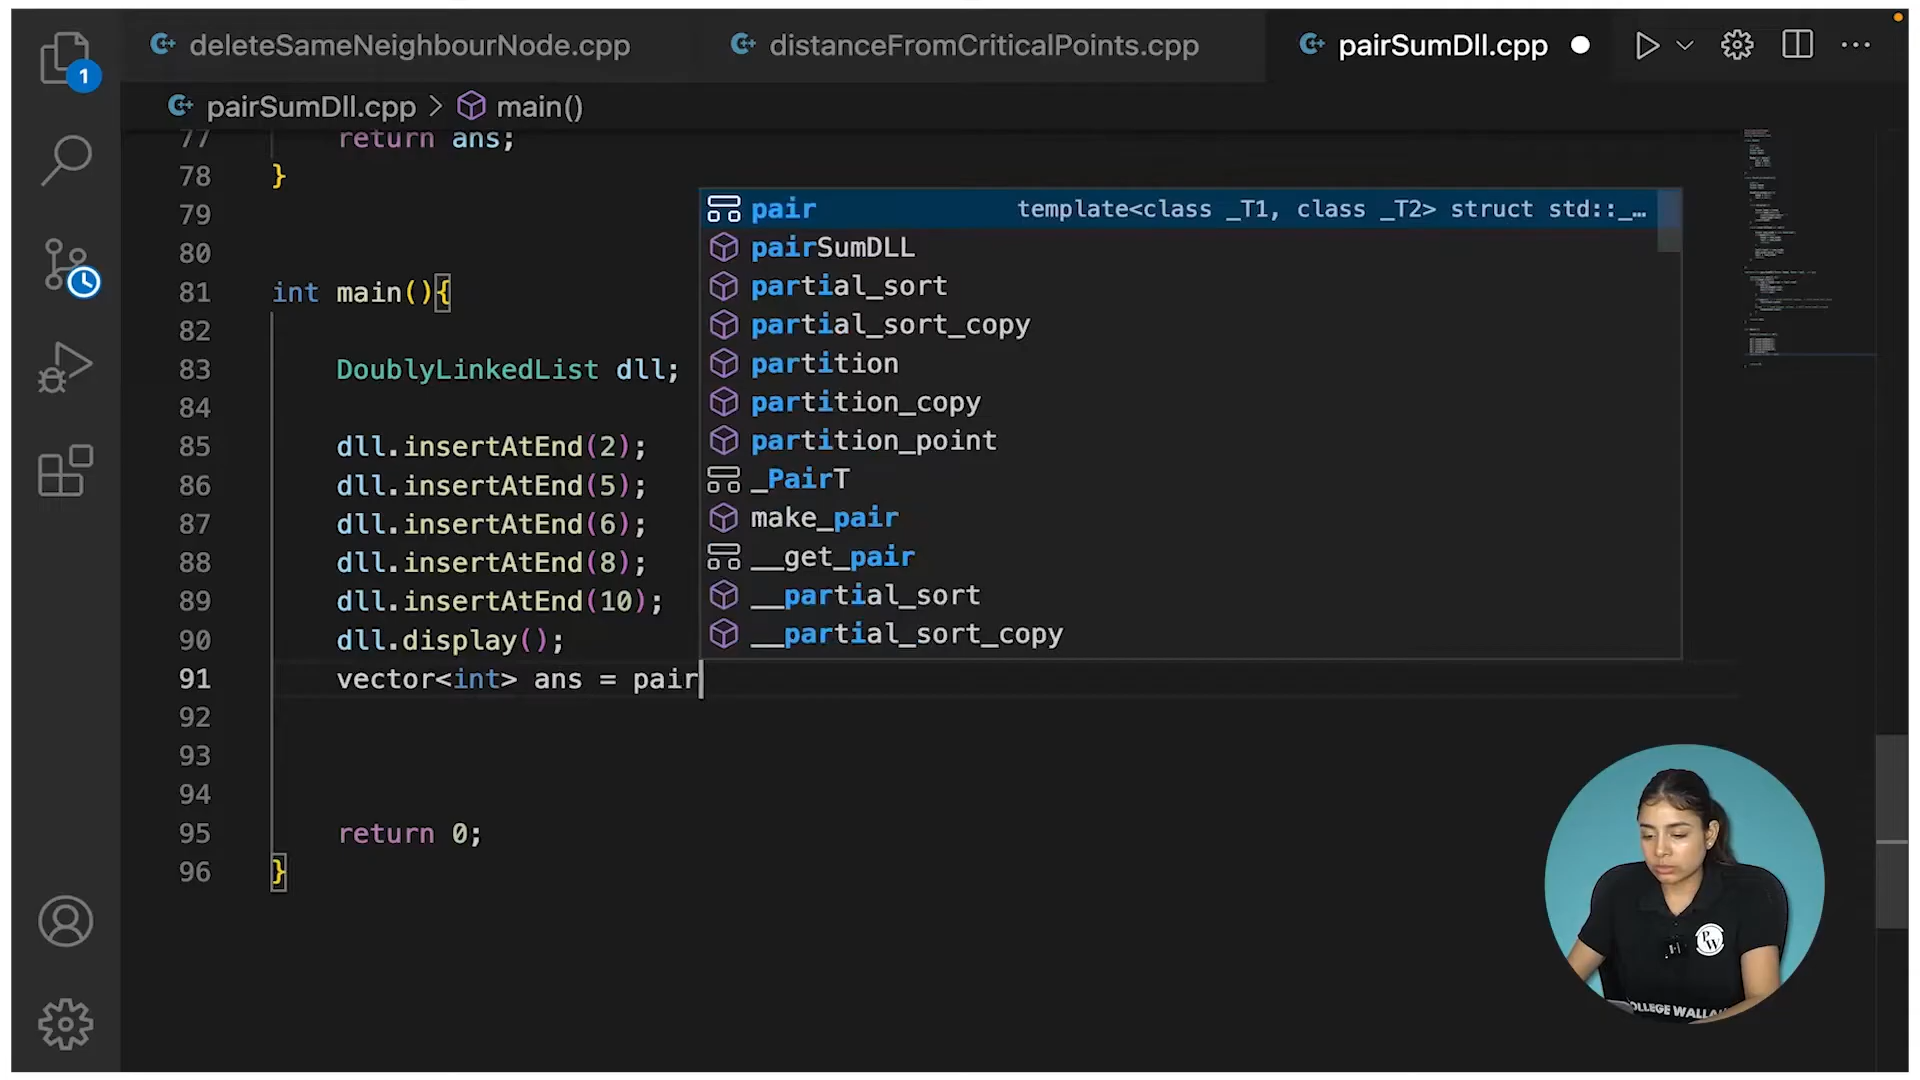 deleteSameNeighbourNode.cpp
distanceFromCriticalPoints.cpp
pairSumDll.cpp
1
pairSumDll.cpp > main()
77 return ans;
78 }
79
80
81 int main(){
82
83 DoublyLinkedList dll;
84
85 dll.insertAtEnd(2);
86 dll.insertAtEnd(5);
87 dll.insertAtEnd(6);
88 dll.insertAtEnd(8);
89 dll.insertAtEnd(10);
90 dll.display();
91 vector<int> ans = pair
92
93
94
95 return 0;
96 }
pair template<class _T1, class _T2> struct std::_…
pairSumDLL
partial_sort
partial_sort_copy
partition
partition_copy
partition_point
_PairT
make_pair
__get_pair
__partial_sort
__partial_sort_copy
PW